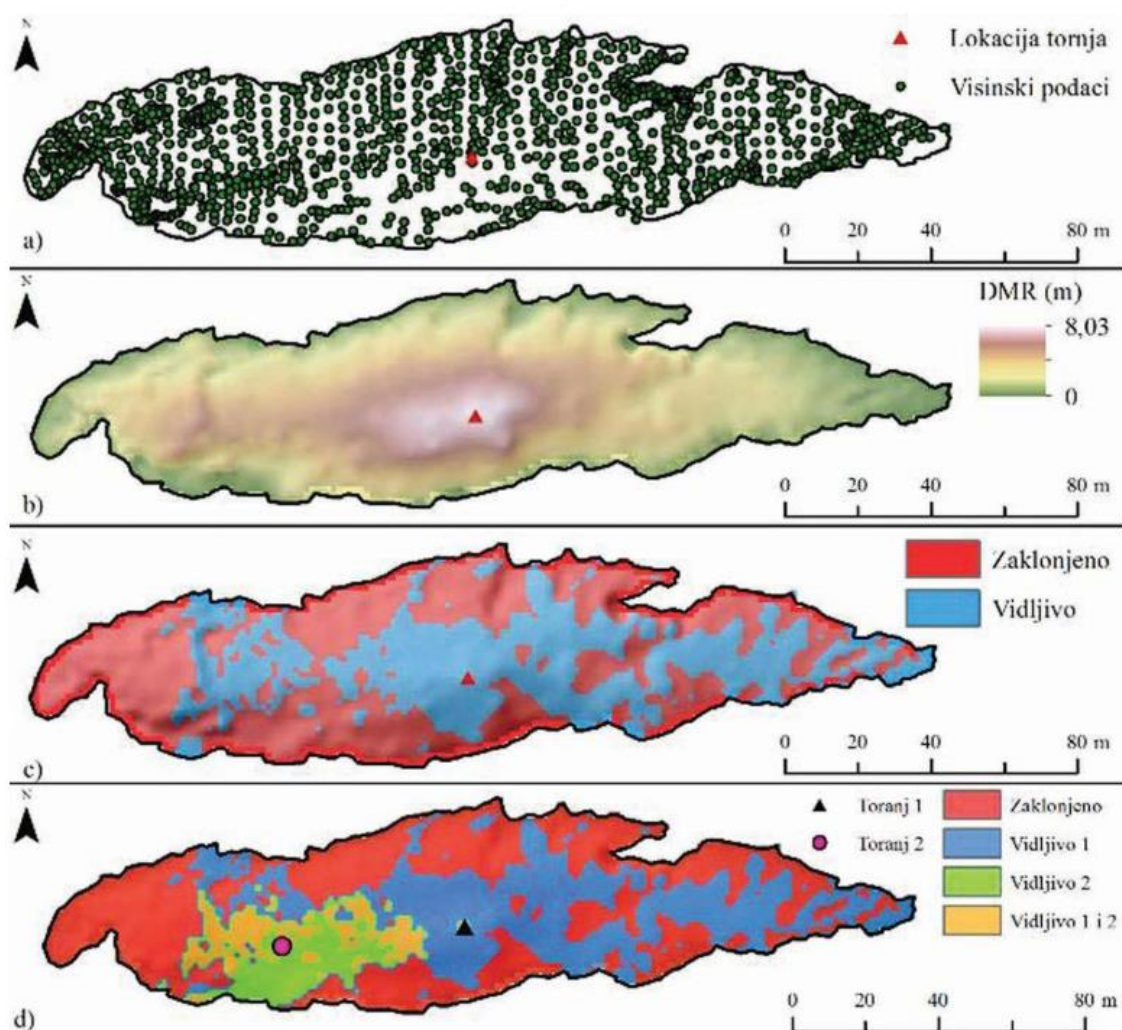 N
Lokacija tornja
Visinski podaci
0 20 40 80 m
a)
N
DMR (m)
8,03
0
0 20 40 80 m
b)
N
Zaklonjeno
Vidljivo
0 20 40 80 m
c)
N
Toranj 1
Toranj 2
Zaklonjeno
Vidljivo 1
Vidljivo 2
Vidljivo 1 i 2
0 20 40 80 m
d)